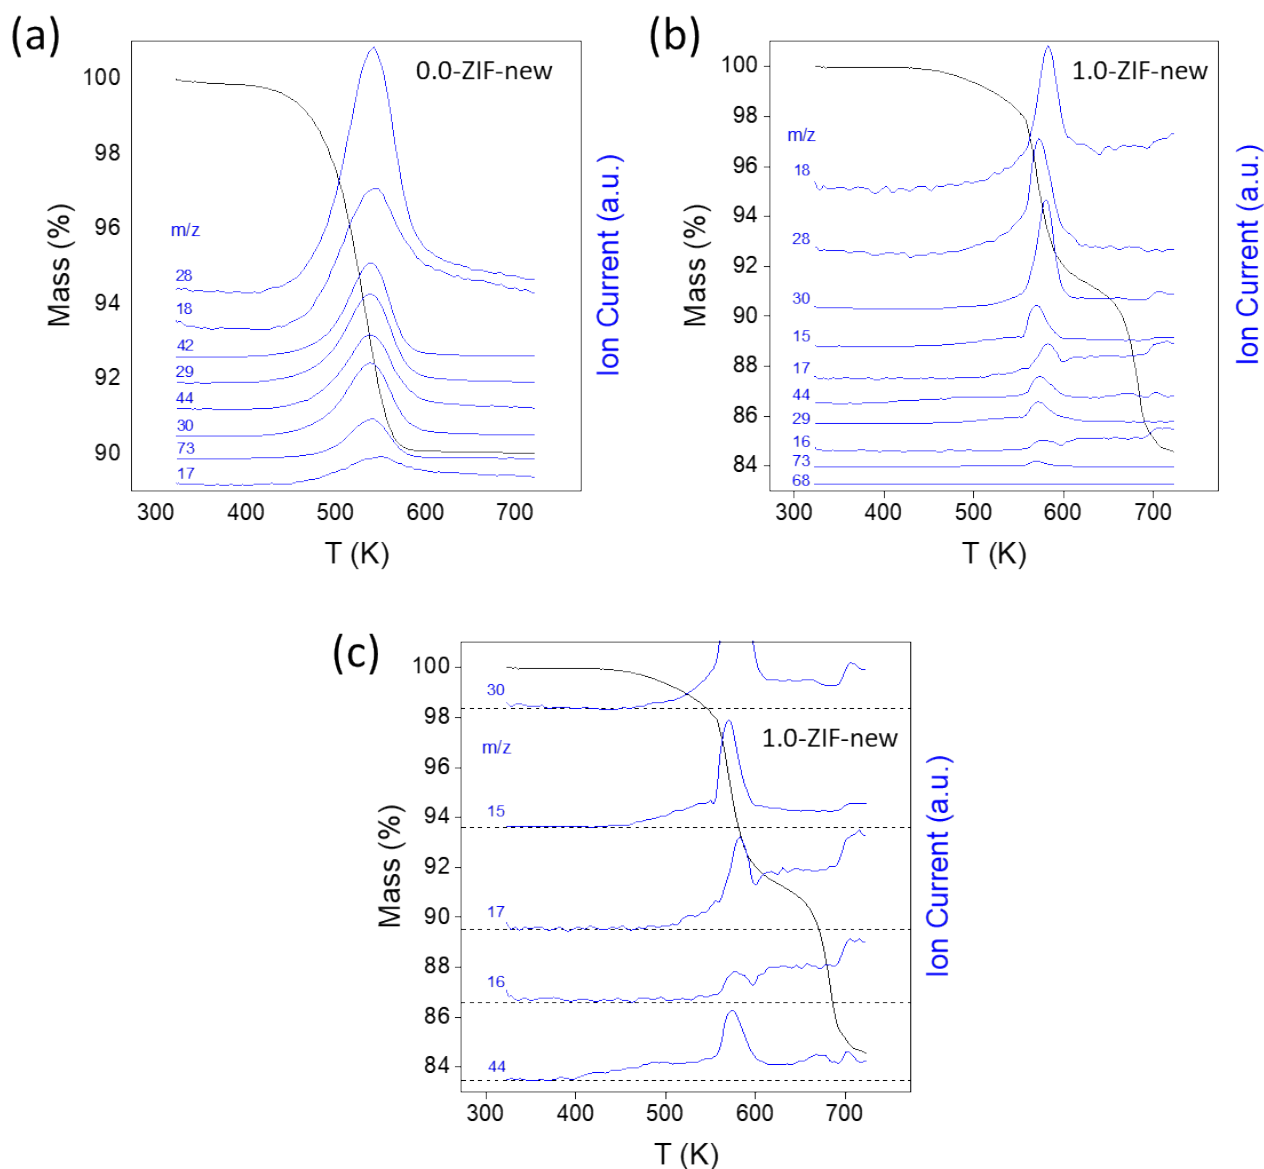 (a)
0.0-ZIF-new
100
98
96
94
92
90
Mass (%)
m/z
28
18
42
29
44
30
73
17
Ion Current (a.u.)
300 400 500 600 700
T (K)
(b)
1.0-ZIF-new
100
98
96
94
92
90
88
86
84
Mass (%)
m/z
18
28
30
15
17
44
29
16
73
68
Ion Current (a.u.)
300 400 500 600 700
T (K)
(c)
1.0-ZIF-new
100
98
96
94
92
90
88
86
84
Mass (%)
30
m/z
15
17
16
44
Ion Current (a.u.)
300 400 500 600 700
T (K)